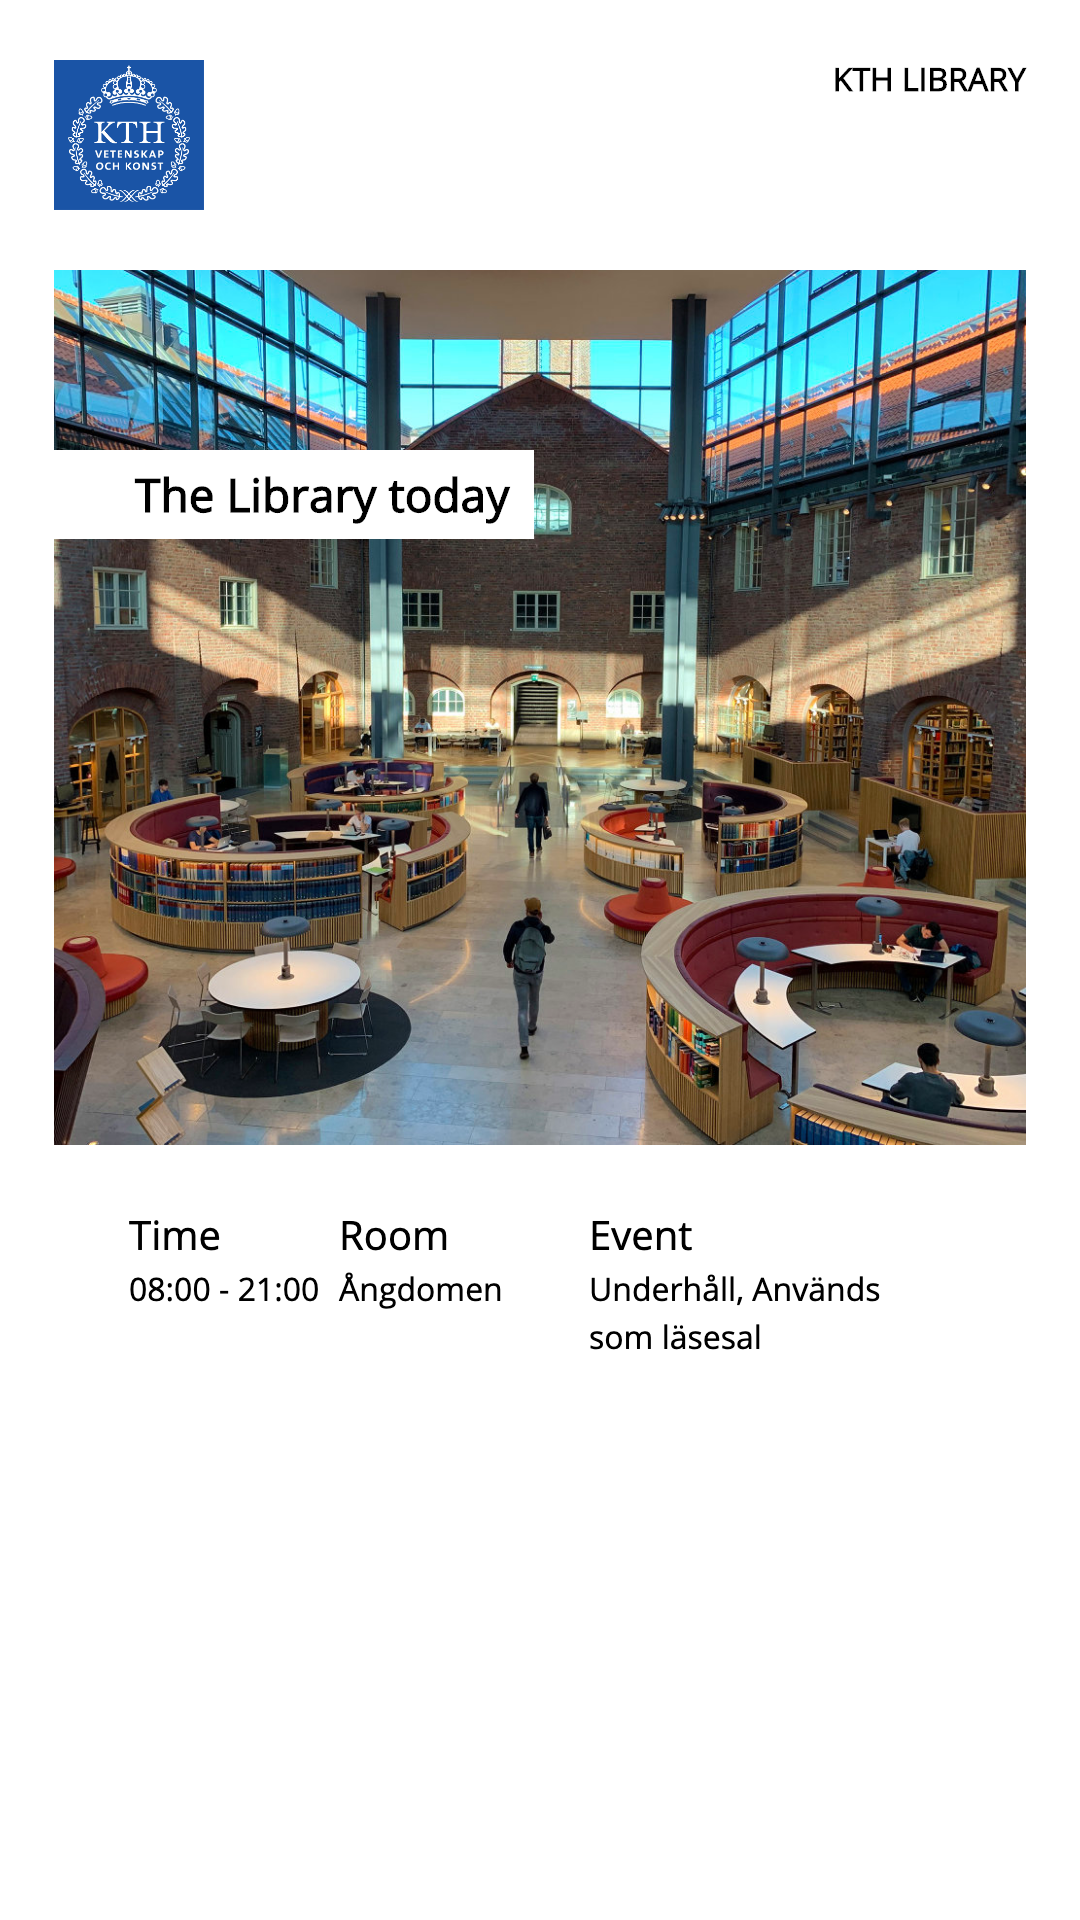 KTH
VETENSKAP
OCH KONST
KTH LIBRARY
The Library today
Time Room Event
08:00 - 21:00 Ångdomen Underhåll, Används
som läsesal